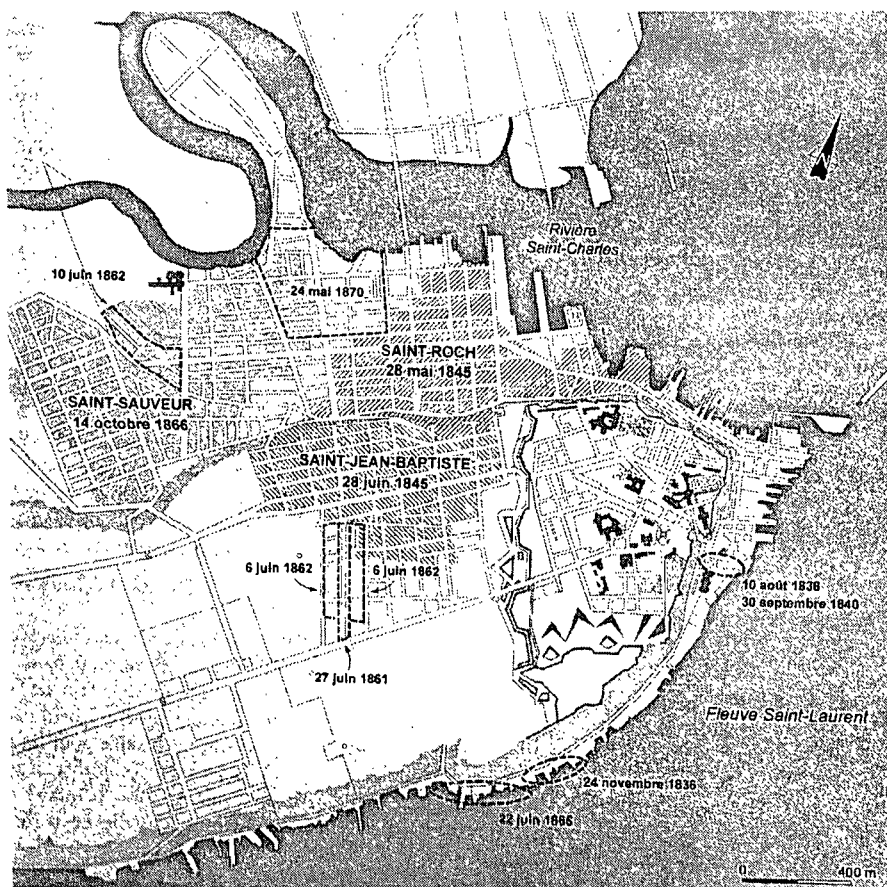 Rivière
Saint-Charles
10 juin 1862
24 mai 1870
SAINT-ROCH
28 mai 1845
SAINT-SAUVEUR
14 octobre 1866
SAINT-JEAN-BAPTISTE
28 juin 1845
6 juin 1862
6 juin 1862
10 août 1838
30 septembre 1840
27 juin 1861
Fleuve Saint-Laurent
24 novembre 1836
22 juin 1865
0 400 m